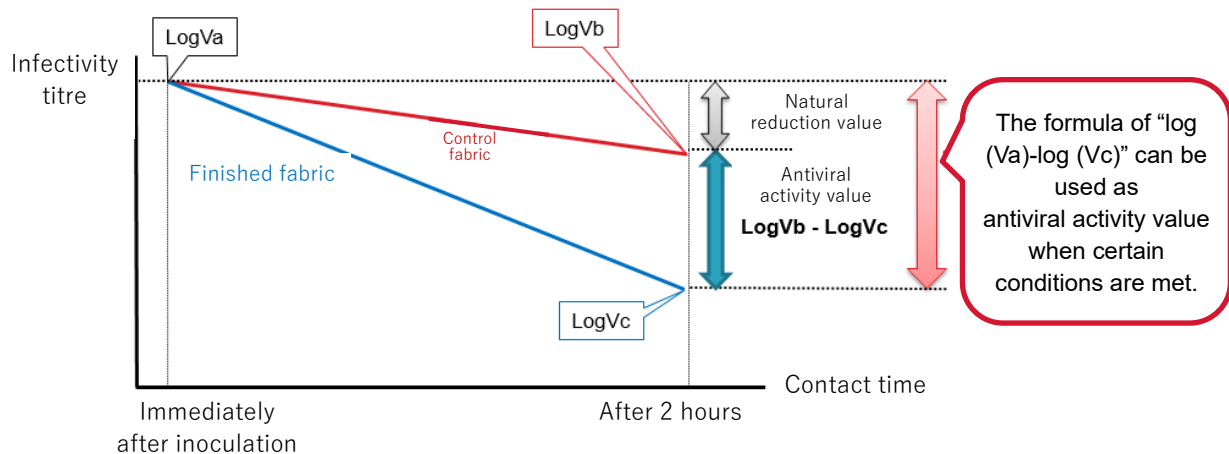 LogVa
LogVb
Infectivity
titre
Control
fabric
Finished fabric
Natural
reduction value
Antiviral
activity value
LogVb - LogVc
The formula of “log
(Va)-log (Vc)” can be
used as
antiviral activity value
when certain
conditions are met.
LogVc
Contact time
Immediately
after inoculation
After 2 hours